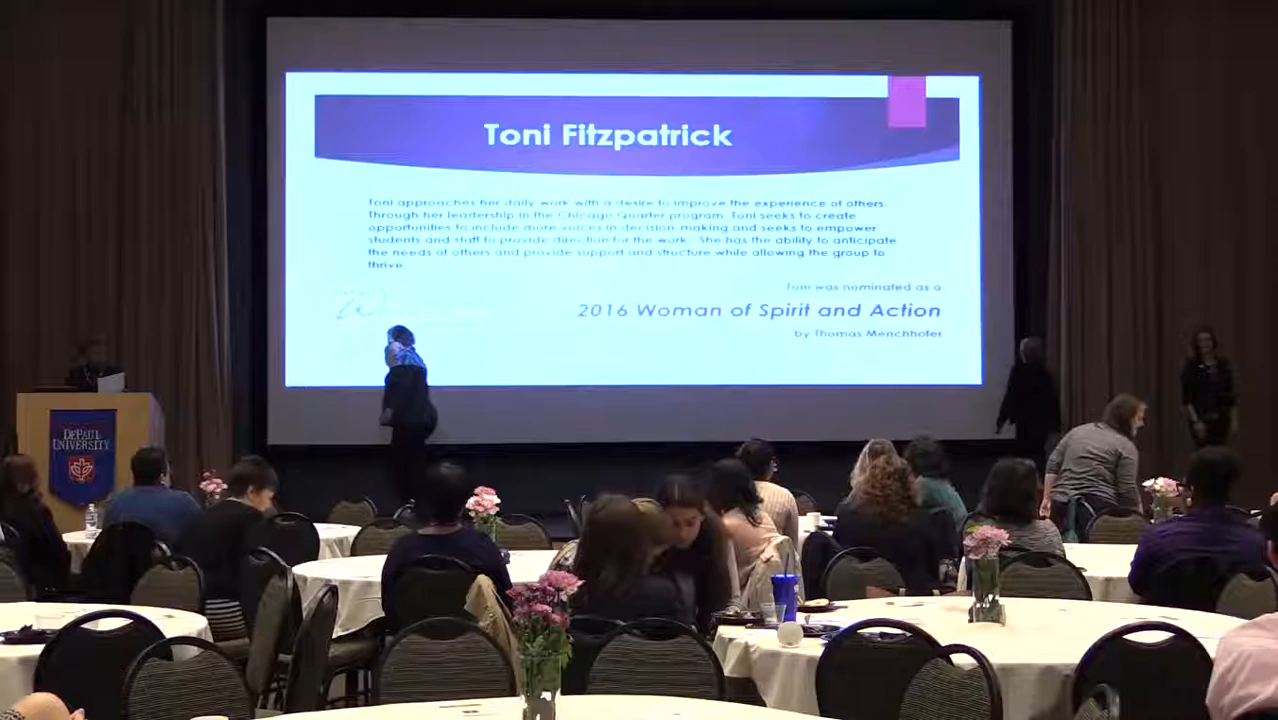 Toni Fitzpatrick
Toni approaches her daily work with a desire to improve the experience of others.
Through her leadership in the Chicago Quarter program, Toni seeks to create
opportunities to include more voices in decision-making and seeks to empower
students and staff to provide direction for the work. She has the ability to anticipate
the needs of others and provide support and structure while allowing the group to
thrive.
Toni was nominated as a
2016 Woman of Spirit and Action
by Thomas Menchhofer
DEPAUL
UNIVERSITY